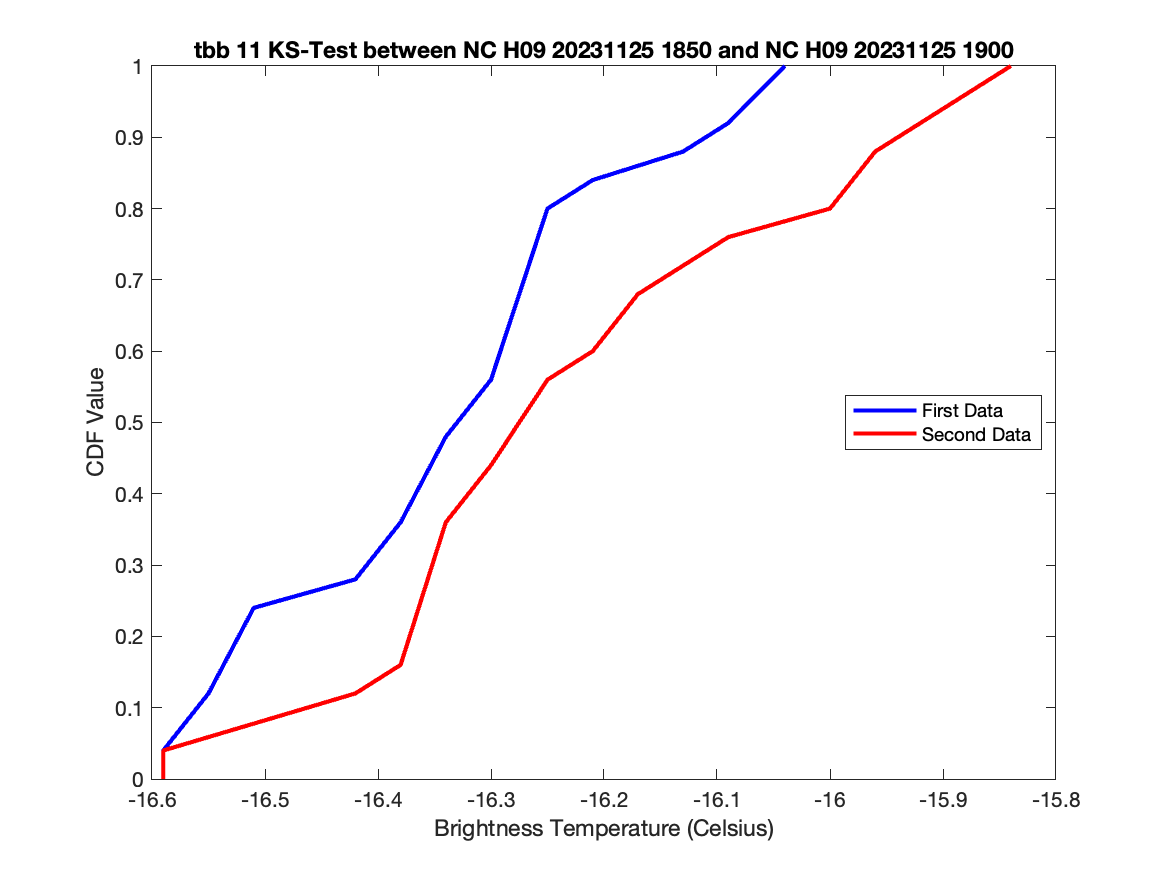 tbb 11 KS-Test between NC H09 20231125 1850 and NC H09 20231125 1900
1
0.9
0.8
0.7
0.6
0.5
0.4
0.3
0.2
0.1
0
CDF Value
First Data
Second Data
-16.6 -16.5 -16.4 -16.3 -16.2 -16.1 -16 -15.9 -15.8
Brightness Temperature (Celsius)